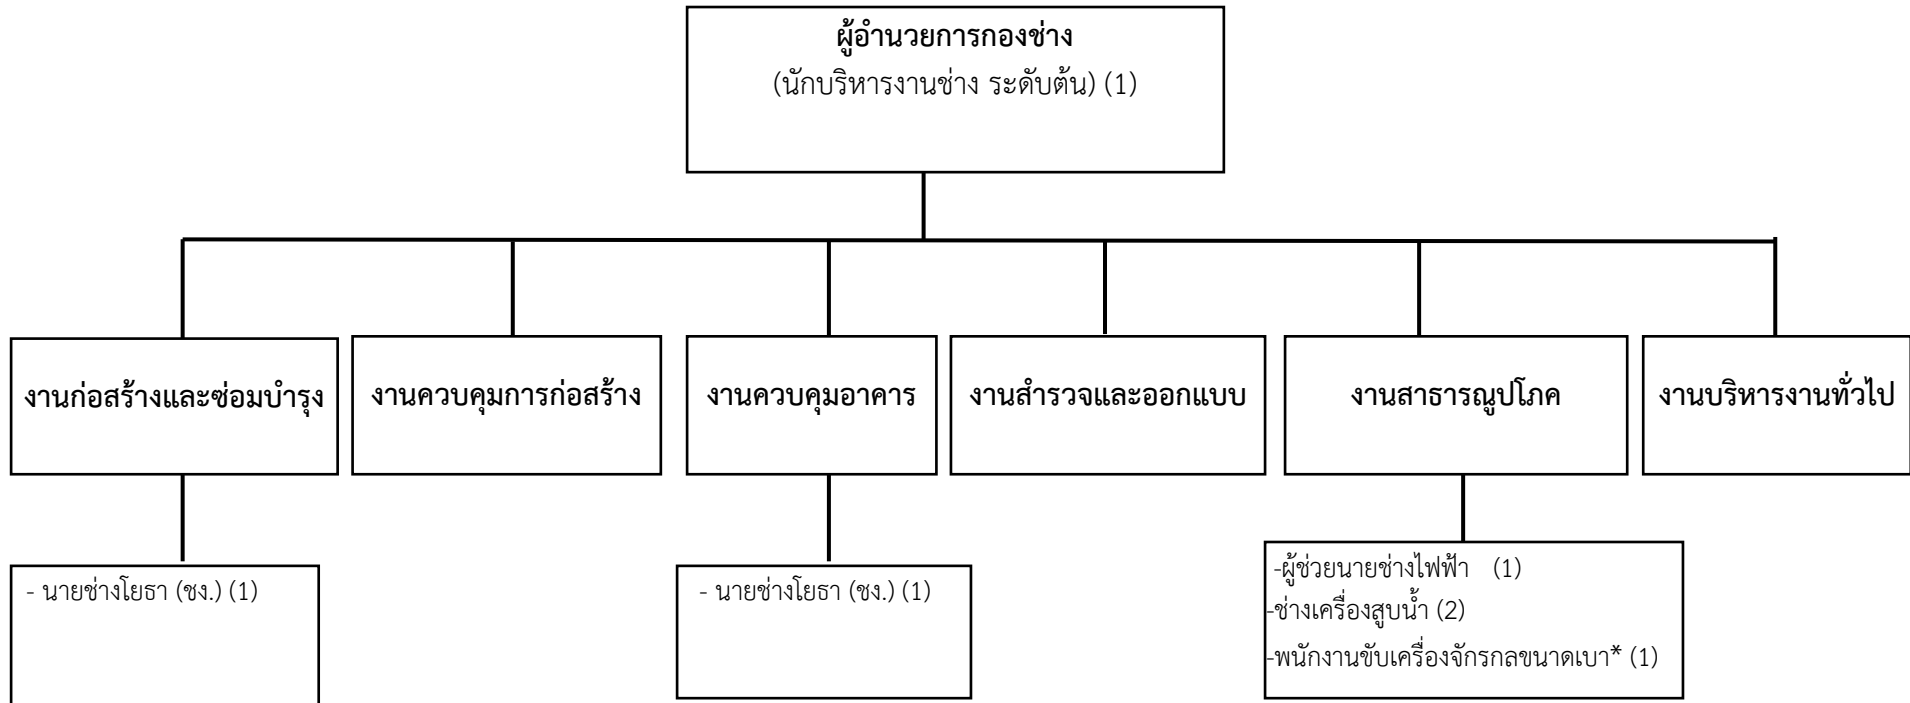 ผู้อำนวยการกองช่าง
(นักบริหารงานช่าง ระดับต้น) (1)
งานก่อสร้างและซ่อมบำรุง
งานควบคุมการก่อสร้าง
งานควบคุมอาคาร
งานสำรวจและออกแบบ
งานสาธารณูปโภค
งานบริหารงานทั่วไป
- นายช่างโยธา (ชง.) (1)
- นายช่างโยธา (ชง.) (1)
-ผู้ช่วยนายช่างไฟฟ้า (1)
-ช่างเครื่องสูบน้ำ (2)
-พนักงานขับเครื่องจักรกลขนาดเบา* (1)